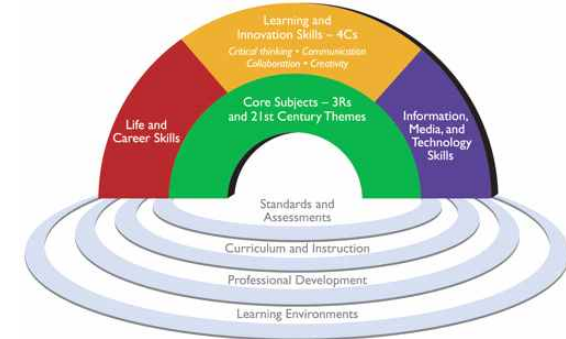 Learning and
Innovation Skills – 4Cs
Critical thinking • Communication
Collaboration • Creativity
Core Subjects – 3Rs
and 21st Century Themes
Life and
Career Skills
Information,
Media, and
Technology
Skills
Standards and
Assessments
Curriculum and Instruction
Professional Development
Learning Environments